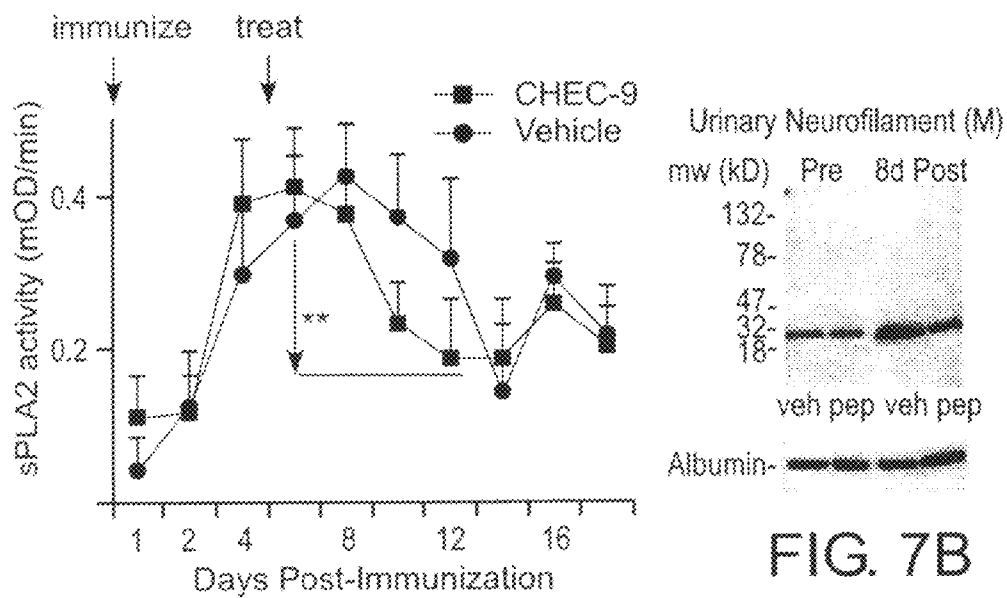 immunize treat
CHEC-9
Vehicle
sPLA2 activity (mOD/min)
0.4
0.2
**
1 2 4 8 12 16
Days Post-Immunization
Urinary Neurofilament (M)
mw (kD) Pre 8d Post
132-
78-
47-
32-
18-
veh pep veh pep
Albumin-
FIG. 7B